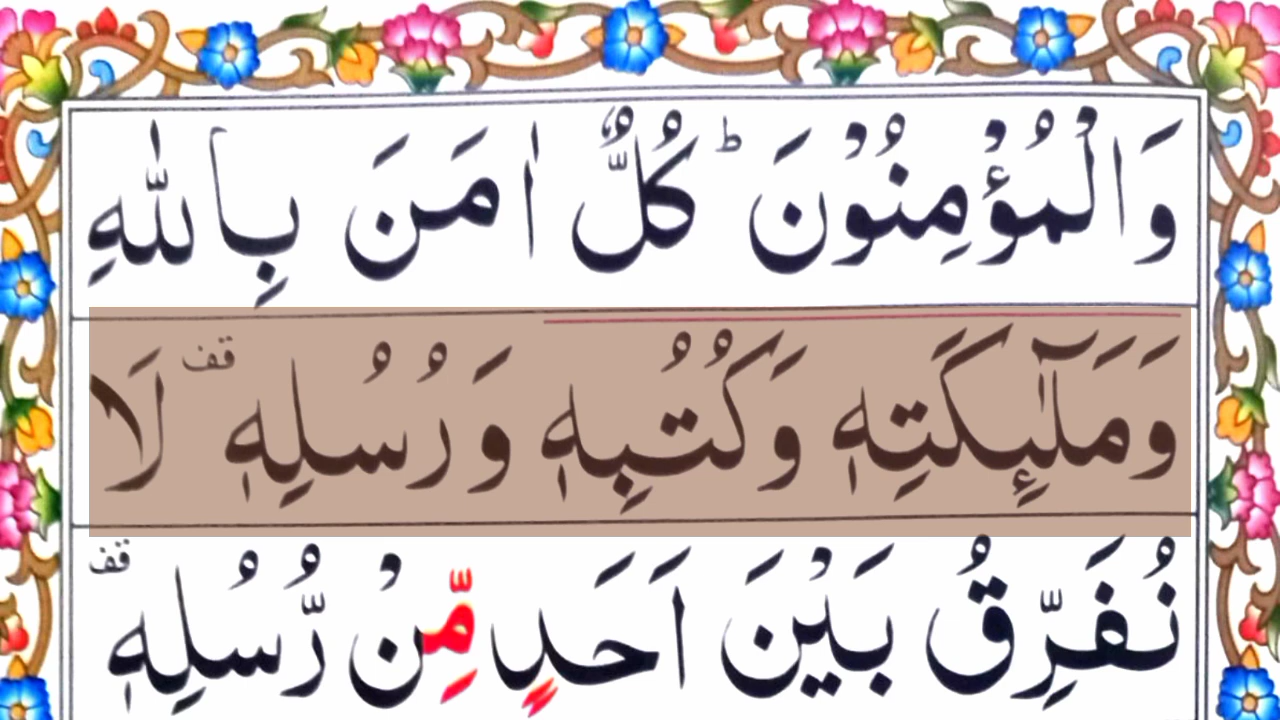 وَالْمُؤْمِنُوْنَ ؕ كُلٌّ اٰمَنَ بِاللّٰهِ
وَمَلٰٓئِكَتِهٖ وَكُتُبِهٖ وَرُسُلِهٖ ۟قف لَا
نُفَرِّقُ بَيْنَ اَحَدٍ مِّنْ رُّسُلِهٖ ۟قف